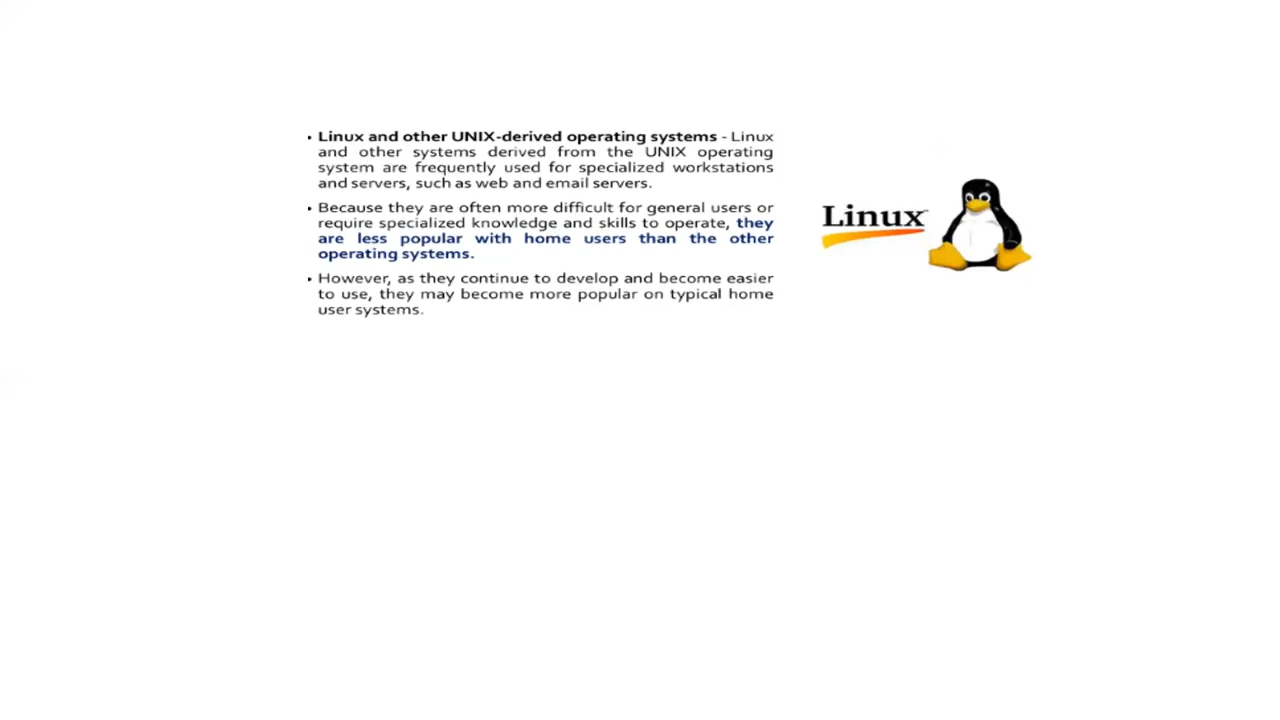 • Linux and other UNIX-derived operating systems - Linux
and other systems derived from the UNIX operating
system are frequently used for specialized workstations
and servers, such as web and email servers.
• Because they are often more difficult for general users or
require specialized knowledge and skills to operate, they
are less popular with home users than the other
operating systems.
• However, as they continue to develop and become easier
to use, they may become more popular on typical home
user systems.
Linux™